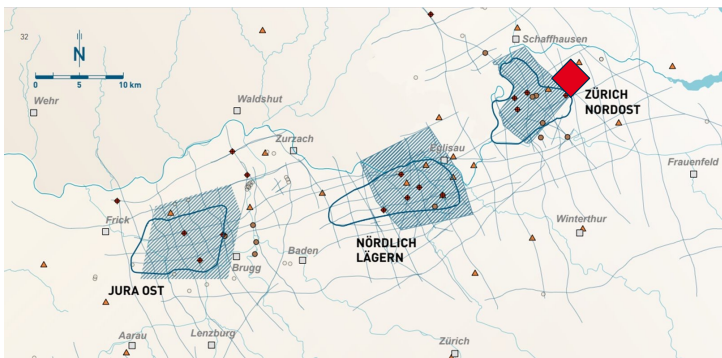 32
Schaffhausen
N
0 5 10 km
ZÜRICH
NORDOST
Wehr
Waldshut
Zurzach
Eglisau
Frauenfeld
Frick
Winterthur
NÖRDLICH
LÄGERN
Baden
Brugg
JURA OST
Aarau
Lenzburg
Zürich